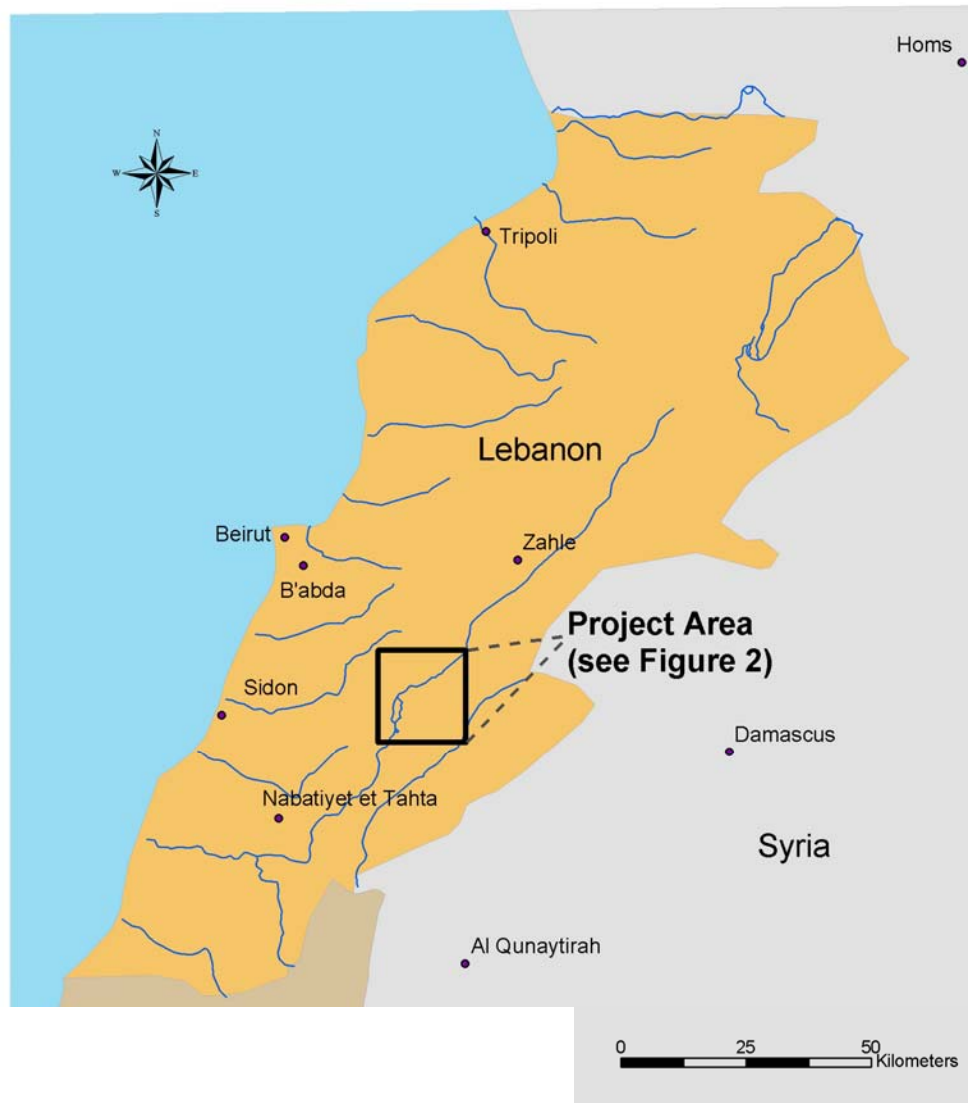 Homs
N
W E
S
Tripoli
Lebanon
Beirut
Zahle
B'abda
Project Area
(see Figure 2)
Sidon
Damascus
Nabatiyet et Tahta
Syria
Al Qunaytirah
0 25 50
Kilometers